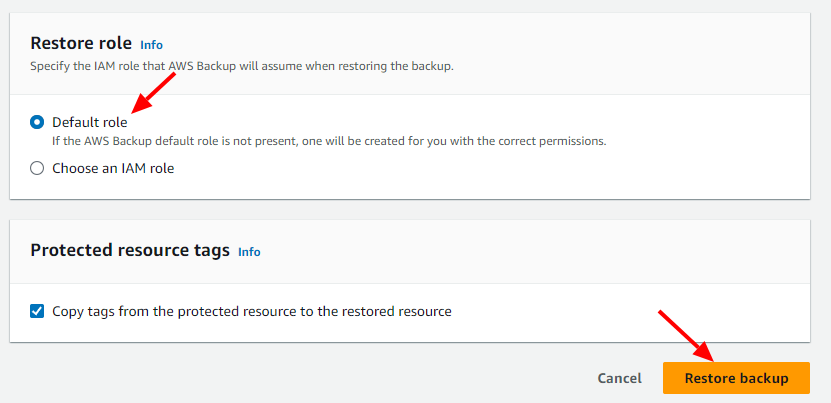 Restore role Info
Specify the IAM role that AWS Backup will assume when restoring the backup.
Default role
If the AWS Backup default role is not present, one will be created for you with the correct permissions.
Choose an IAM role
Protected resource tags Info
Copy tags from the protected resource to the restored resource
Cancel Restore backup